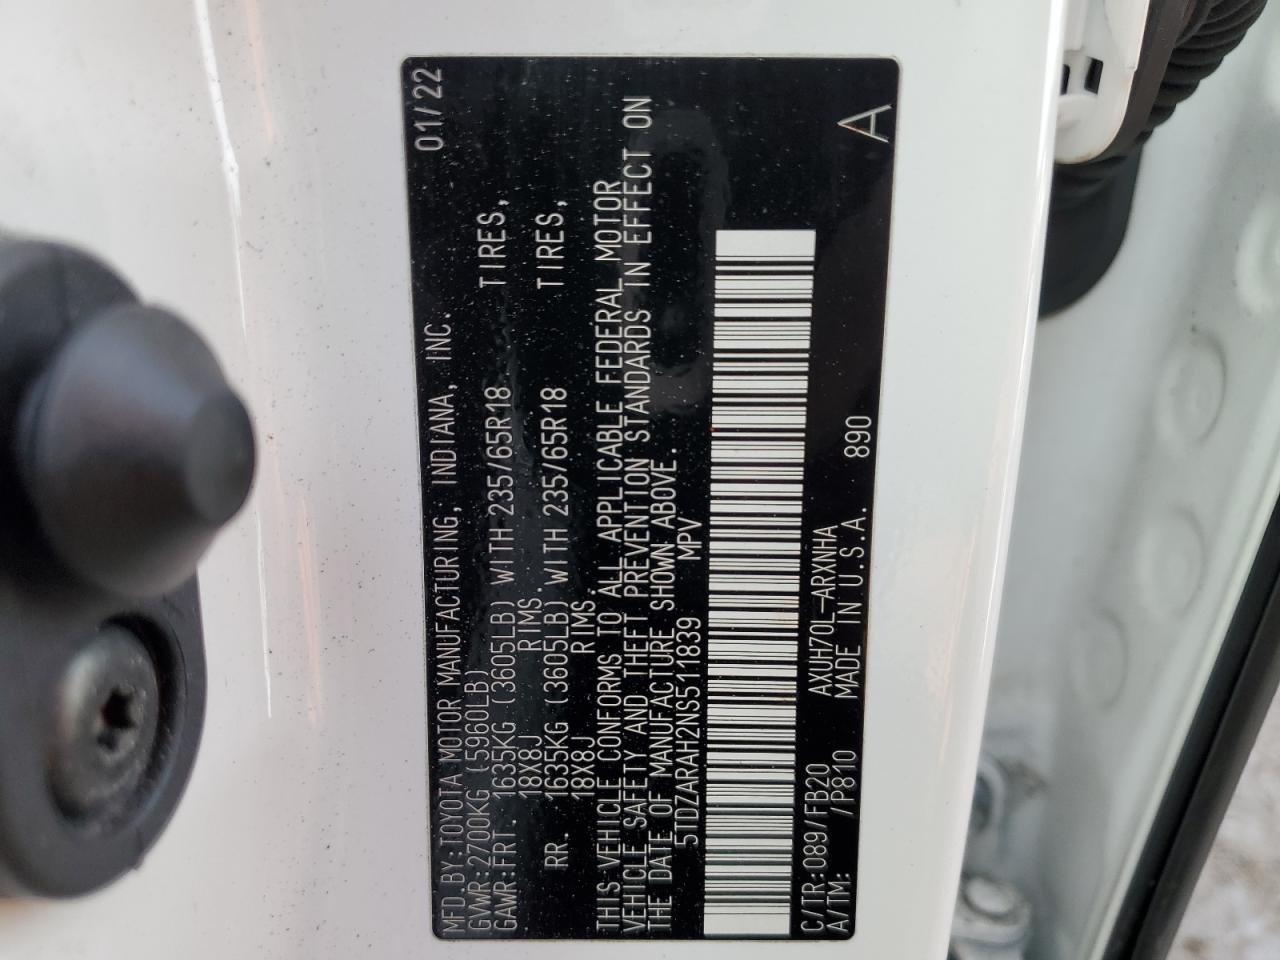 MFD.BY:TOYOTA MOTOR MANUFACTURING, INDIANA, INC. 01/22
GVWR:2700KG (5960LB)
GAWR:FRT. 1635KG (3605LB) WITH 235/65R18 TIRES,
18X8J RIMS.
RR. 1635KG (3605LB) WITH 235/65R18 TIRES,
18X8J RIMS.
THIS VEHICLE CONFORMS TO ALL APPLICABLE FEDERAL MOTOR
VEHICLE SAFETY AND THEFT PREVENTION STANDARDS IN EFFECT ON
THE DATE OF MANUFACTURE SHOWN ABOVE.
5TDZARAH2NS511839 MPV
C/TR:089/FB20 AXUH70L-ARXNHA A
A/TM: /P810 MADE IN U.S.A. 890